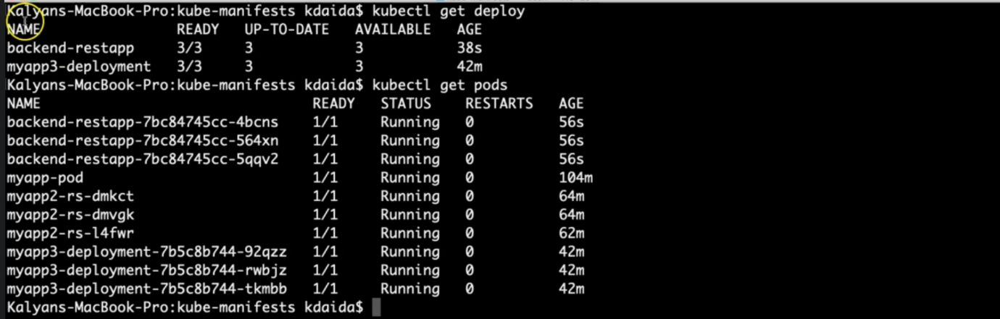 Kalyans-MacBook-Pro:kube-manifests kdaida$ kubectl get deploy
NAME READY UP-TO-DATE AVAILABLE AGE
backend-restapp 3/3 3 3 38s
myapp3-deployment 3/3 3 3 42m
Kalyans-MacBook-Pro:kube-manifests kdaida$ kubectl get pods
NAME READY STATUS RESTARTS AGE
backend-restapp-7bc84745cc-4bcns 1/1 Running 0 56s
backend-restapp-7bc84745cc-564xn 1/1 Running 0 56s
backend-restapp-7bc84745cc-5qqv2 1/1 Running 0 56s
myapp-pod 1/1 Running 0 104m
myapp2-rs-dmkct 1/1 Running 0 64m
myapp2-rs-dmvgk 1/1 Running 0 64m
myapp2-rs-l4fwr 1/1 Running 0 62m
myapp3-deployment-7b5c8b744-92qzz 1/1 Running 0 42m
myapp3-deployment-7b5c8b744-rwbjz 1/1 Running 0 42m
myapp3-deployment-7b5c8b744-tkmbb 1/1 Running 0 42m
Kalyans-MacBook-Pro:kube-manifests kdaida$